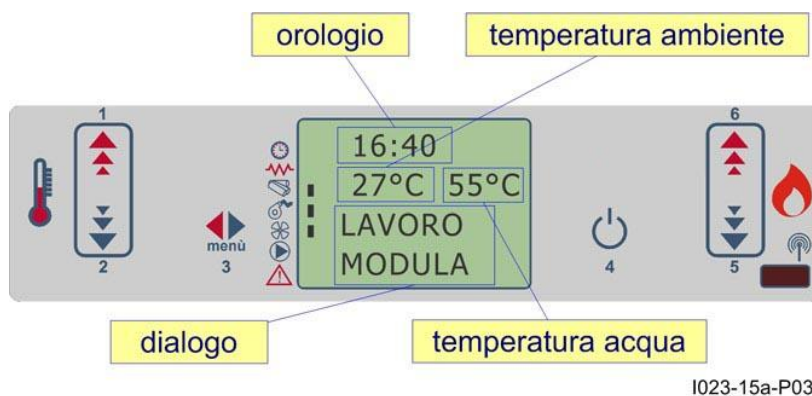 orologio
temperatura ambiente
1
6
16:40
27°C
55°C
LAVORO
MODULA
menù
2
3
4
5
dialogo
temperatura acqua
I023-15a-P03